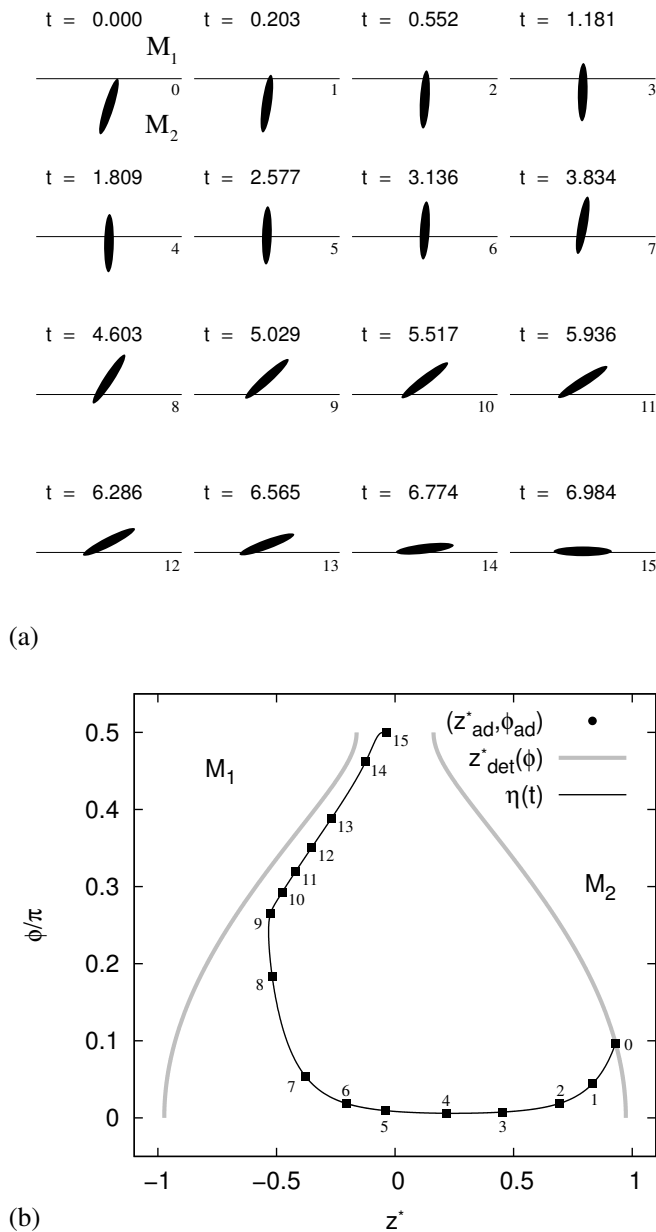 t = 0.000 t = 0.203 t = 0.552 t = 1.181
M₁
0 1 2 3
M₂
t = 1.809 t = 2.577 t = 3.136 t = 3.834
4 5 6 7
t = 4.603 t = 5.029 t = 5.517 t = 5.936
8 9 10 11
t = 6.286 t = 6.565 t = 6.774 t = 6.984
12 13 14 15
(a)
0.5
0.4
0.3
0.2
0.1
0
ϕ/π
M₁
M₂
(z*ad,ϕad)
z*det(ϕ)
η(t)
15
14
13
12
11
10
9
8
7
6
5
4
3
2
1
0
−1 −0.5 0 0.5 1
z*
(b)